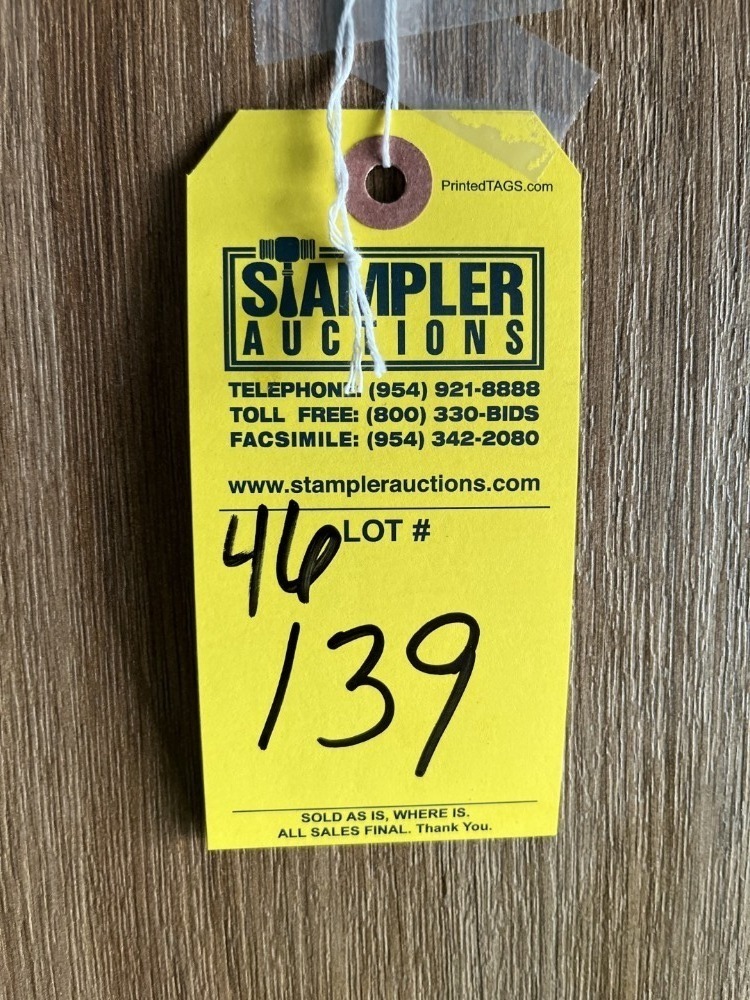 PrintedTAGS.com
STAMPLER
AUCTIONS
TELEPHONE: (954) 921-8888
TOLL FREE: (800) 330-BIDS
FACSIMILE: (954) 342-2080
www.stamplerauctions.com
LOT #
46
139
SOLD AS IS, WHERE IS.
ALL SALES FINAL. Thank You.